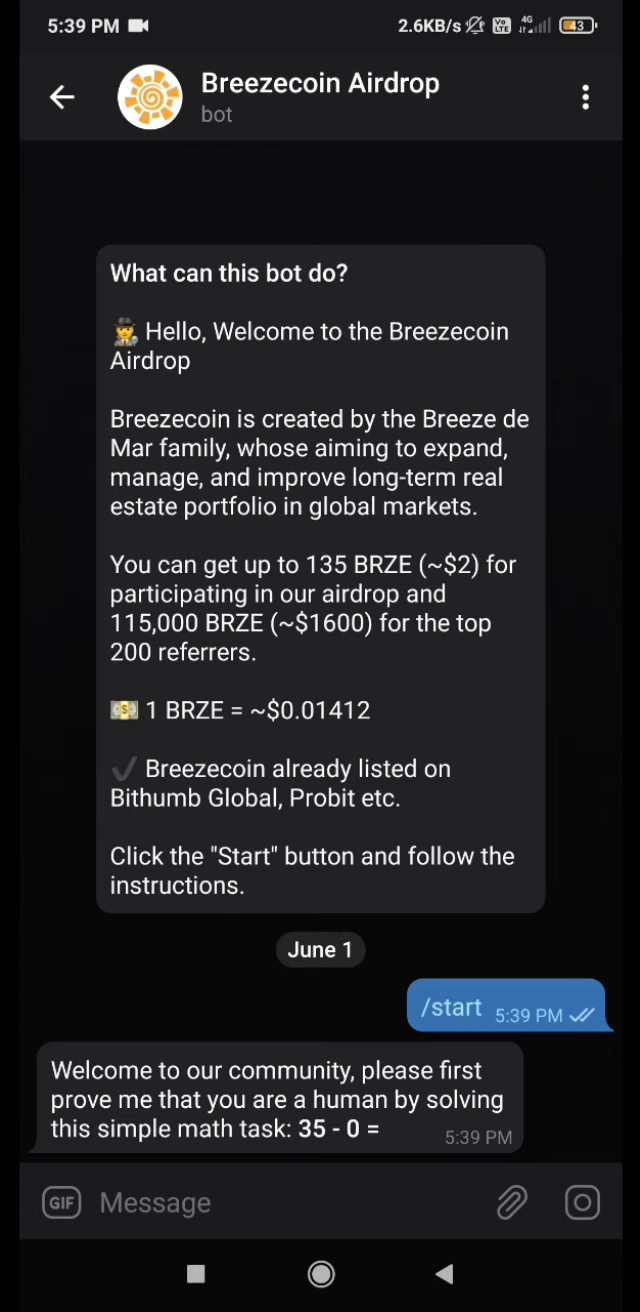 5:39 PM 2.6KB/s Vo LTE 4G 43
Breezecoin Airdrop
bot
What can this bot do?
🕵 Hello, Welcome to the Breezecoin
Airdrop
Breezecoin is created by the Breeze de
Mar family, whose aiming to expand,
manage, and improve long-term real
estate portfolio in global markets.
You can get up to 135 BRZE (~$2) for
participating in our airdrop and
115,000 BRZE (~$1600) for the top
200 referrers.
💵 1 BRZE = ~$0.01412
✔ Breezecoin already listed on
Bithumb Global, Probit etc.
Click the "Start" button and follow the
instructions.
June 1
/start 5:39 PM
Welcome to our community, please first
prove me that you are a human by solving
this simple math task: 35 - 0 = 5:39 PM
GIF Message